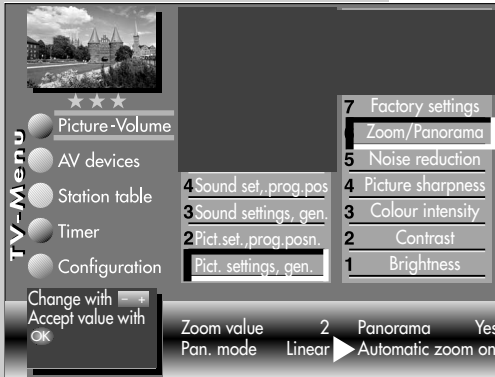 TV-Menu
Picture-Volume
AV devices
Station table
Timer
Configuration
4 Sound set,.prog.pos
3 Sound settings, gen.
2 Pict.set.,prog.posn.
Pict. settings, gen.
7 Factory settings
6 Zoom/Panorama
5 Noise reduction
4 Picture sharpness
3 Colour intensity
2 Contrast
1 Brightness
Change with - +
Accept value with
OK
Zoom value 2 Panorama Yes
Pan. mode Linear Automatic zoom on